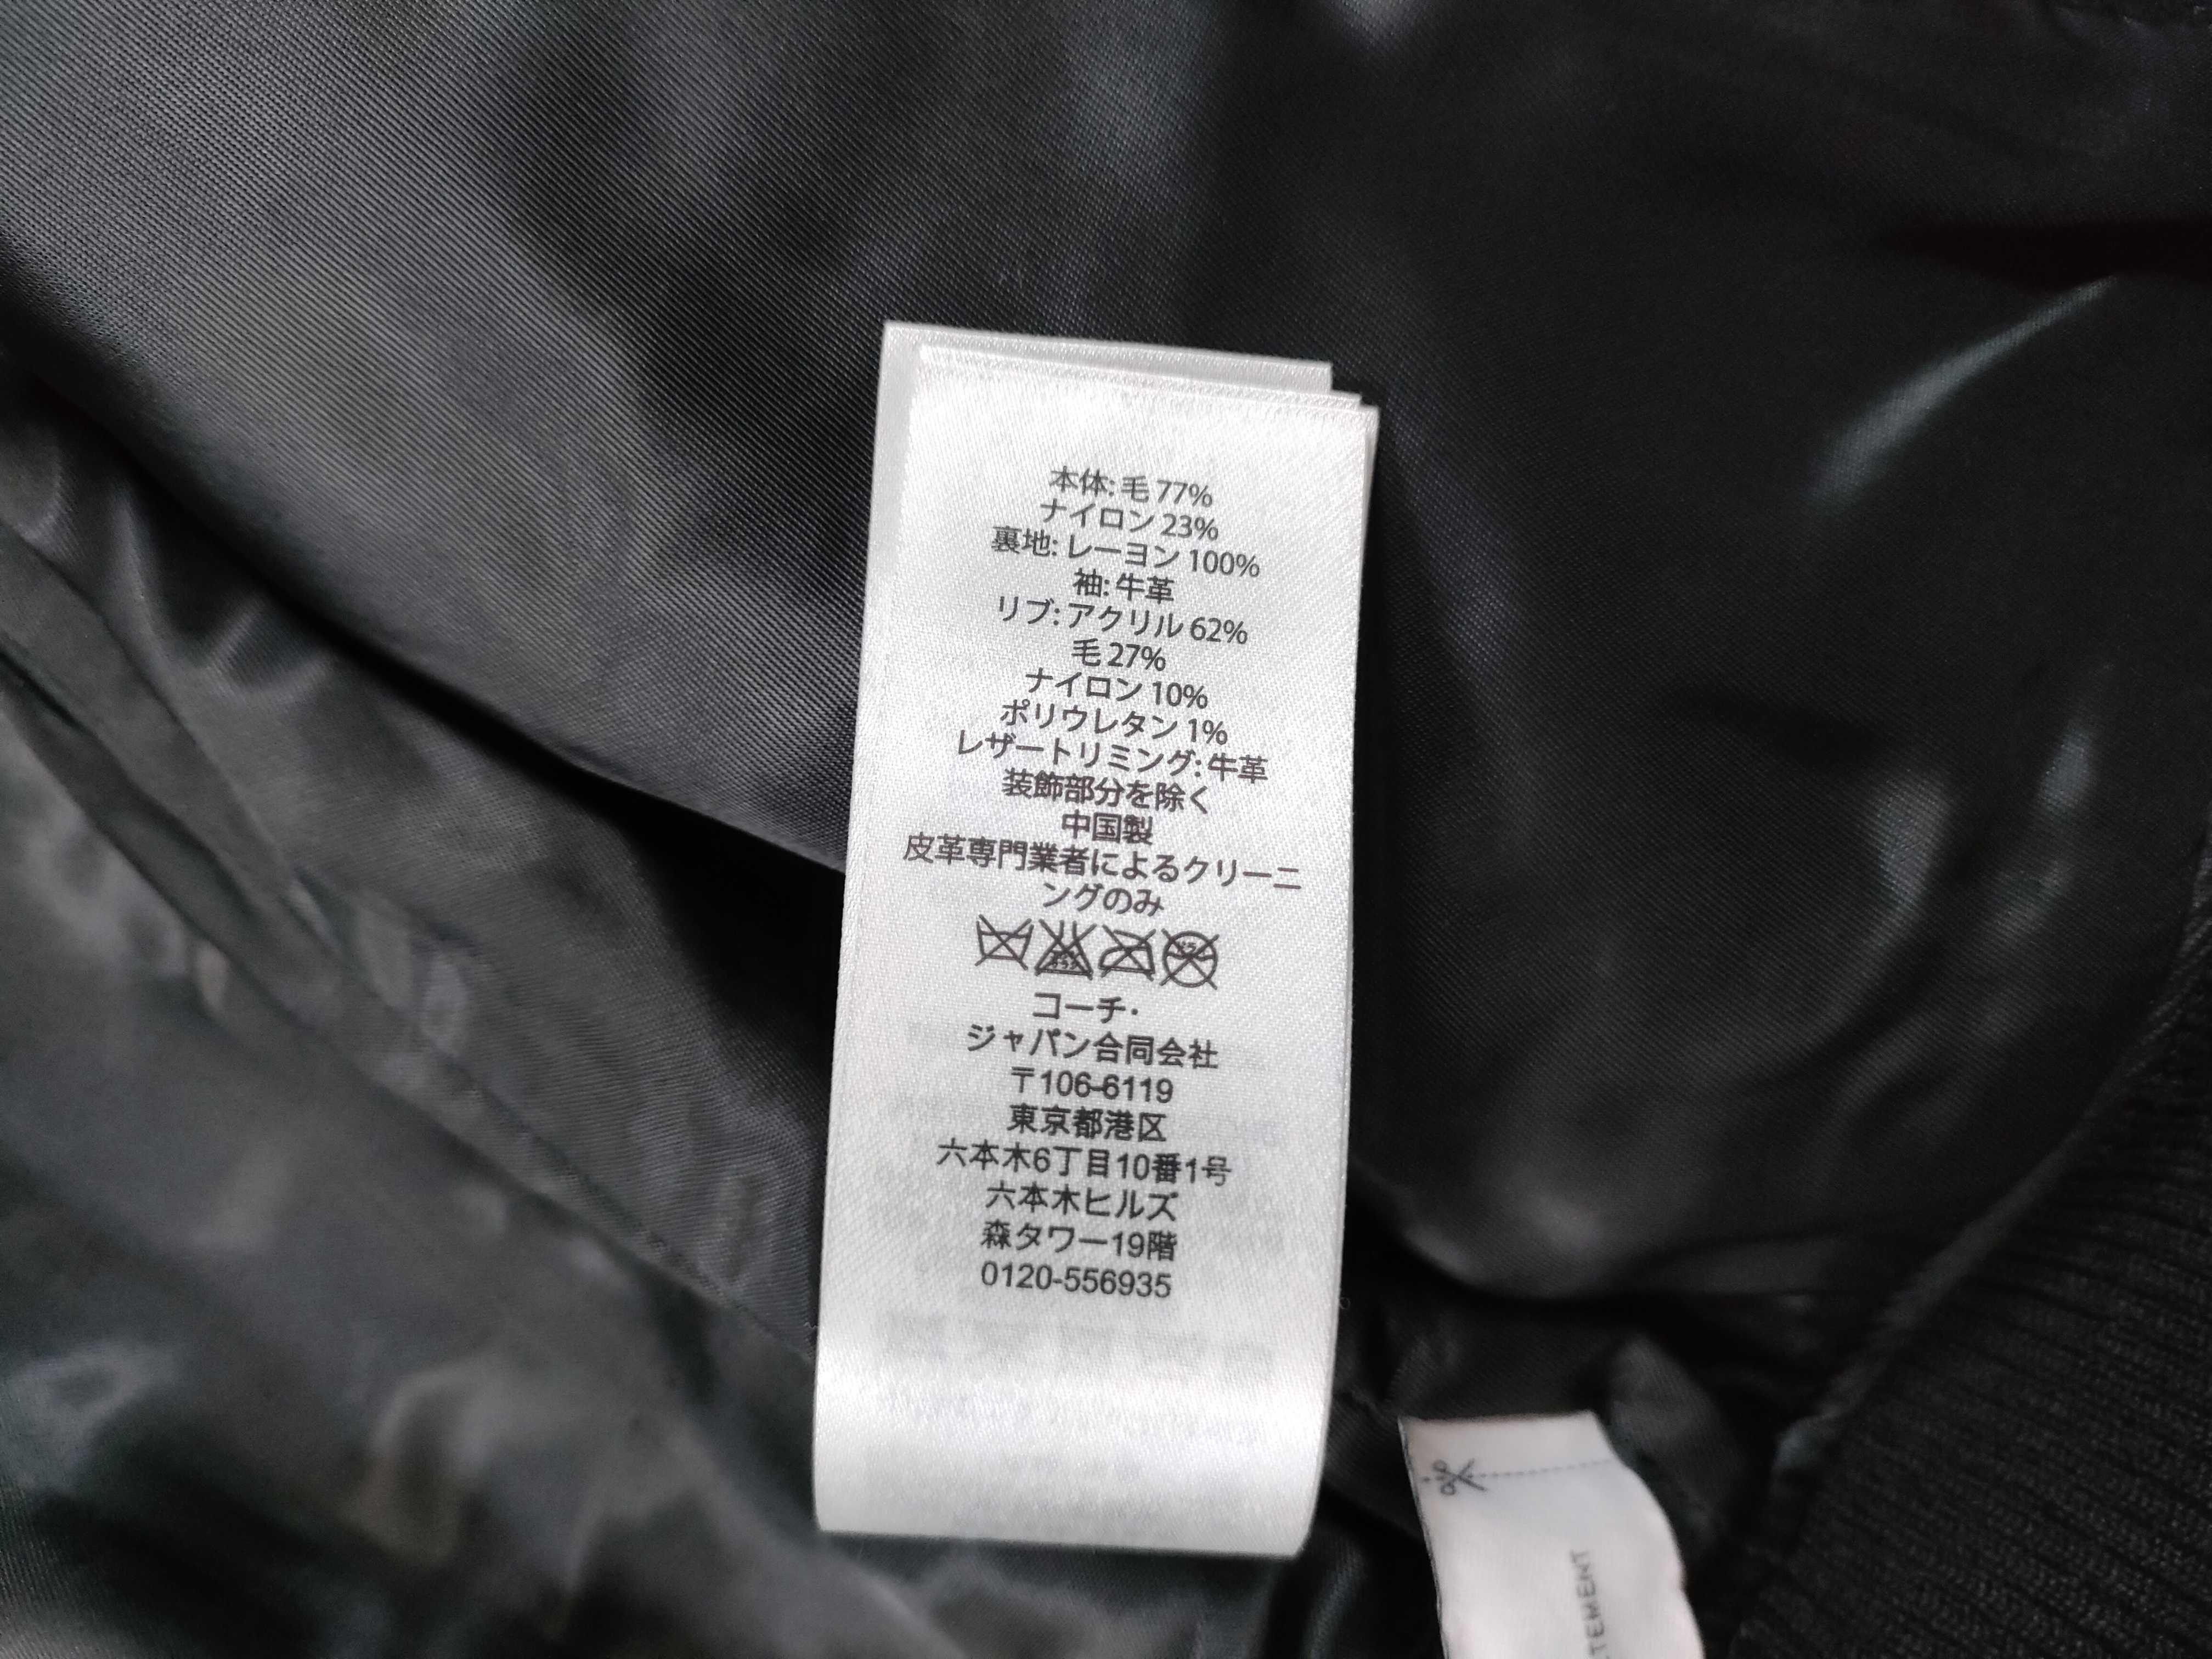 本体: 毛 77%
ナイロン 23%
裏地: レーヨン 100%
袖: 牛革
リブ: アクリル 62%
毛 27%
ナイロン 10%
ポリウレタン 1%
レザートリミング: 牛革
装飾部分を除く
中国製
皮革専門業者によるクリーニ
ングのみ
コーチ・
ジャパン合同会社
〒106-6119
東京都港区
六本木6丁目10番1号
六本木ヒルズ
森タワー19階
0120-556935
TEMENT